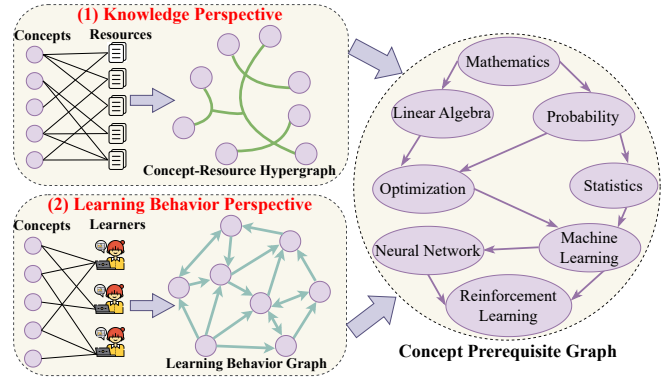 (1) Knowledge Perspective
Concepts Resources
Concept-Resource Hypergraph
(2) Learning Behavior Perspective
Concepts Learners
Learning Behavior Graph
Mathematics
Linear Algebra
Probability
Optimization
Statistics
Neural Network
Machine
Learning
Reinforcement
Learning
Concept Prerequisite Graph